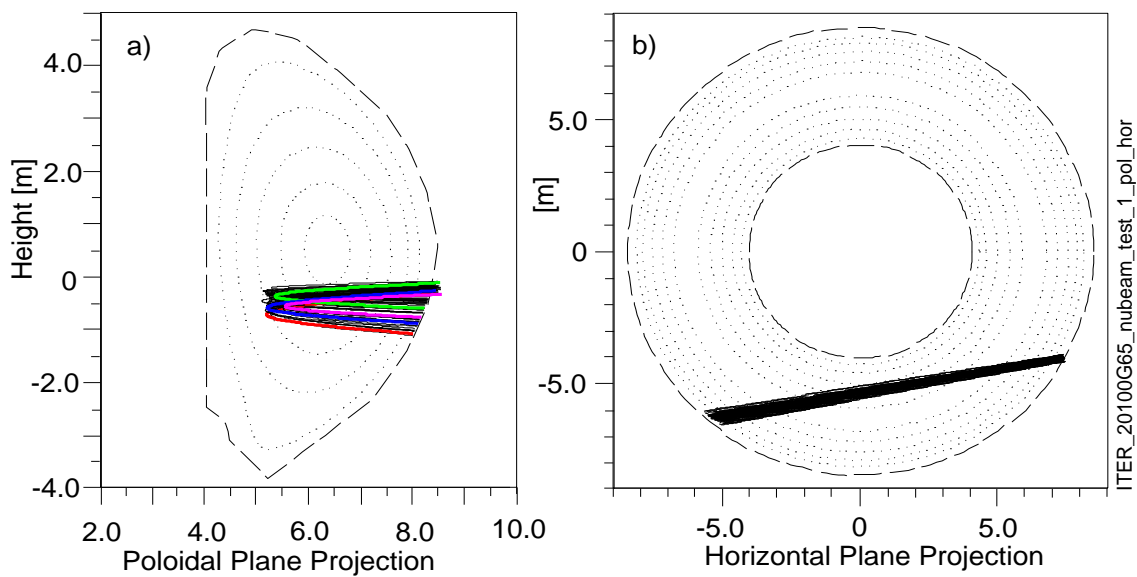 a)
4.0
2.0
0
-2.0
-4.0
Height [m]
2.0 4.0 6.0 8.0 10.0
Poloidal Plane Projection
b)
5.0
0
-5.0
[m]
-5.0 0 5.0
Horizontal Plane Projection
ITER_20100G65_nubeam_test_1_pol_hor